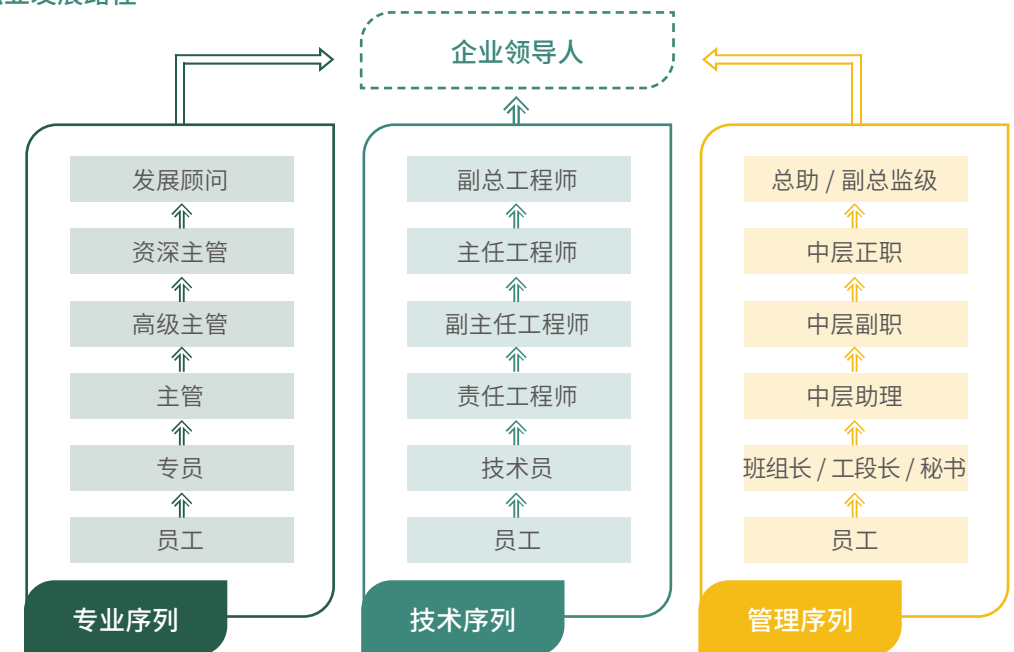 企业领导人
发展顾问
资深主管
高级主管
主管
专员
员工
专业序列
副总工程师
主任工程师
副主任工程师
责任工程师
技术员
员工
技术序列
总助 / 副总监级
中层正职
中层副职
中层助理
班组长 / 工段长 / 秘书
员工
管理序列